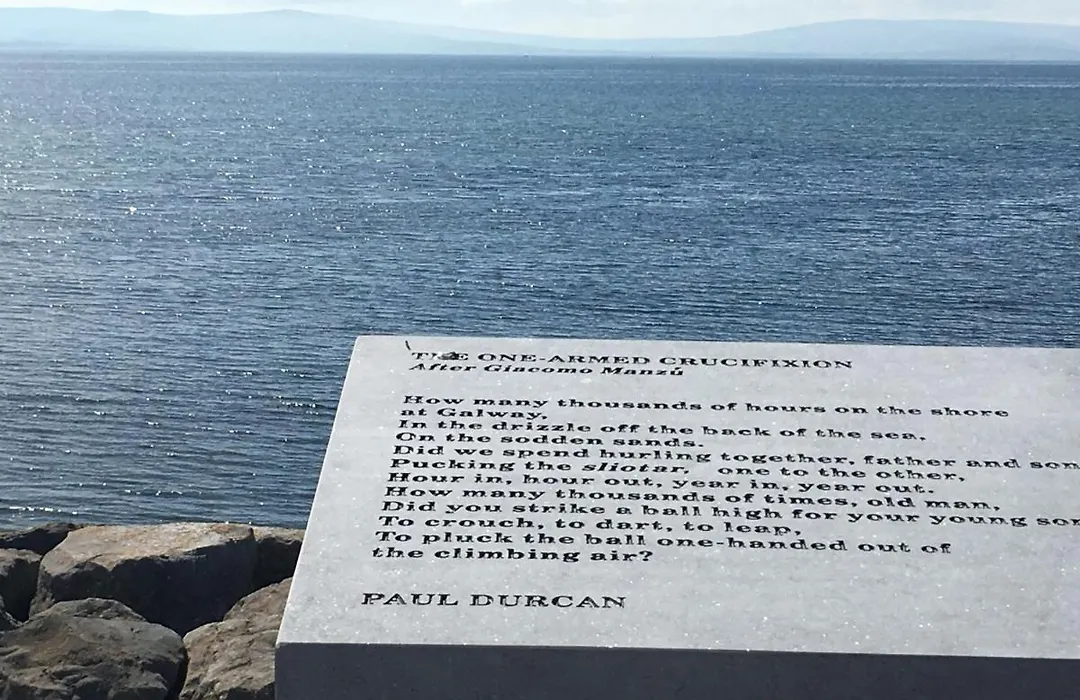 THE ONE-ARMED CRUCIFIXION
After Giacomo Manzú
How many thousands of hours on the shore
at Galway,
In the drizzle off the back of the sea,
On the sodden sands.
Did we spend hurling together, father and son
Pucking the sliotar, one to the other,
Hour in, hour out, year in, year out.
How many thousands of times, old man,
Did you strike a ball high for your young son
To crouch, to dart, to leap,
To pluck the ball one-handed out of
the climbing air?
PAUL DURCAN